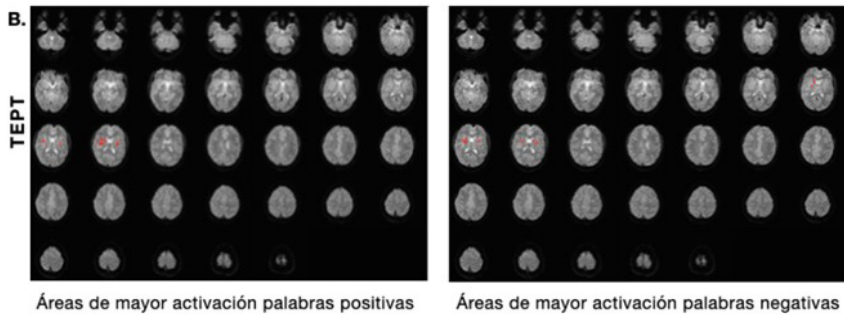 B.
TEPT
Áreas de mayor activación palabras positivas
Áreas de mayor activación palabras negativas